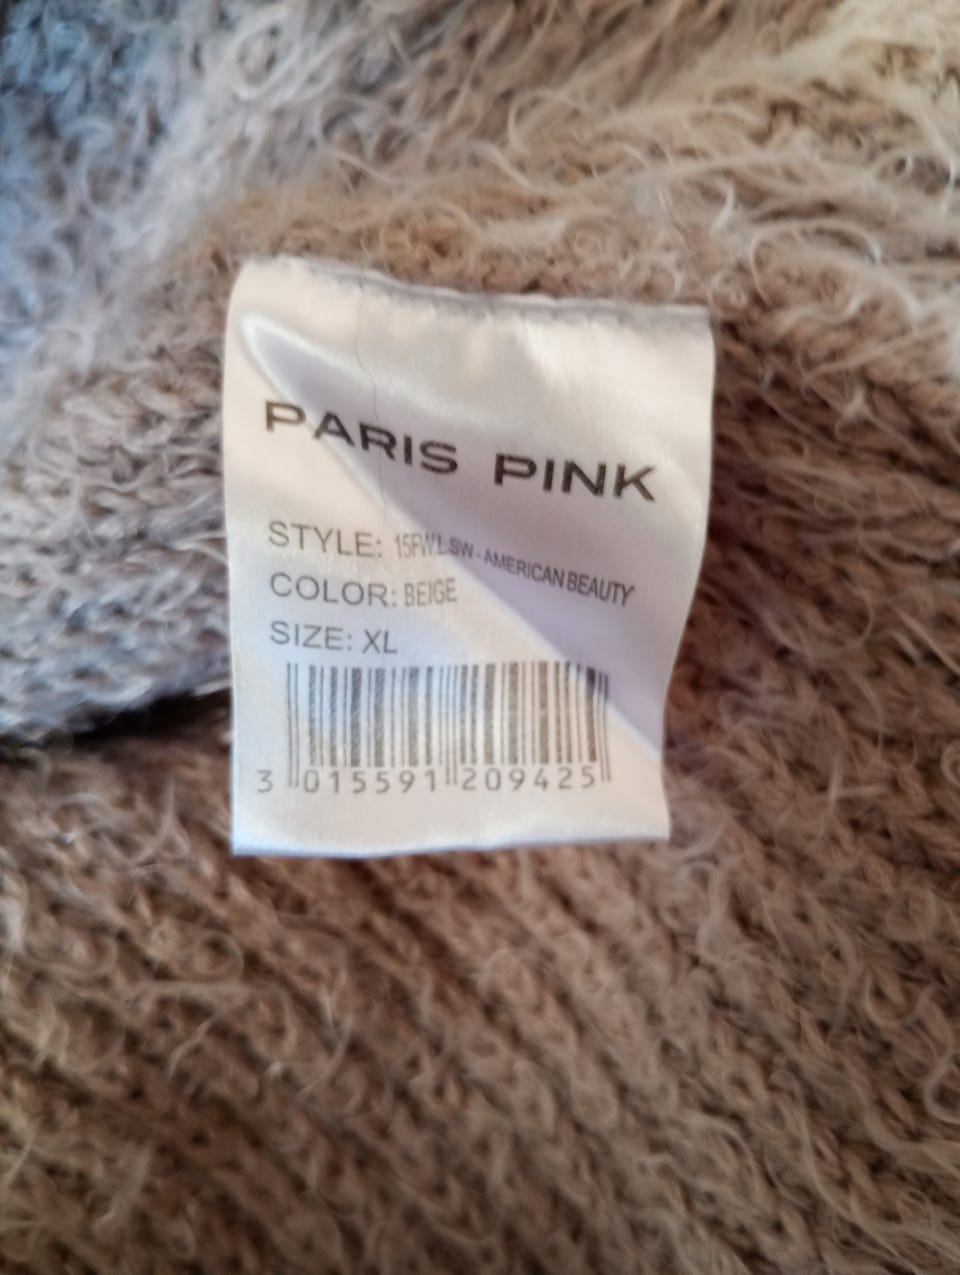 PARIS PINK
STYLE: 15FW.LSW - AMERICAN BEAUTY
COLOR: BEIGE
SIZE: XL
3 015591 209425